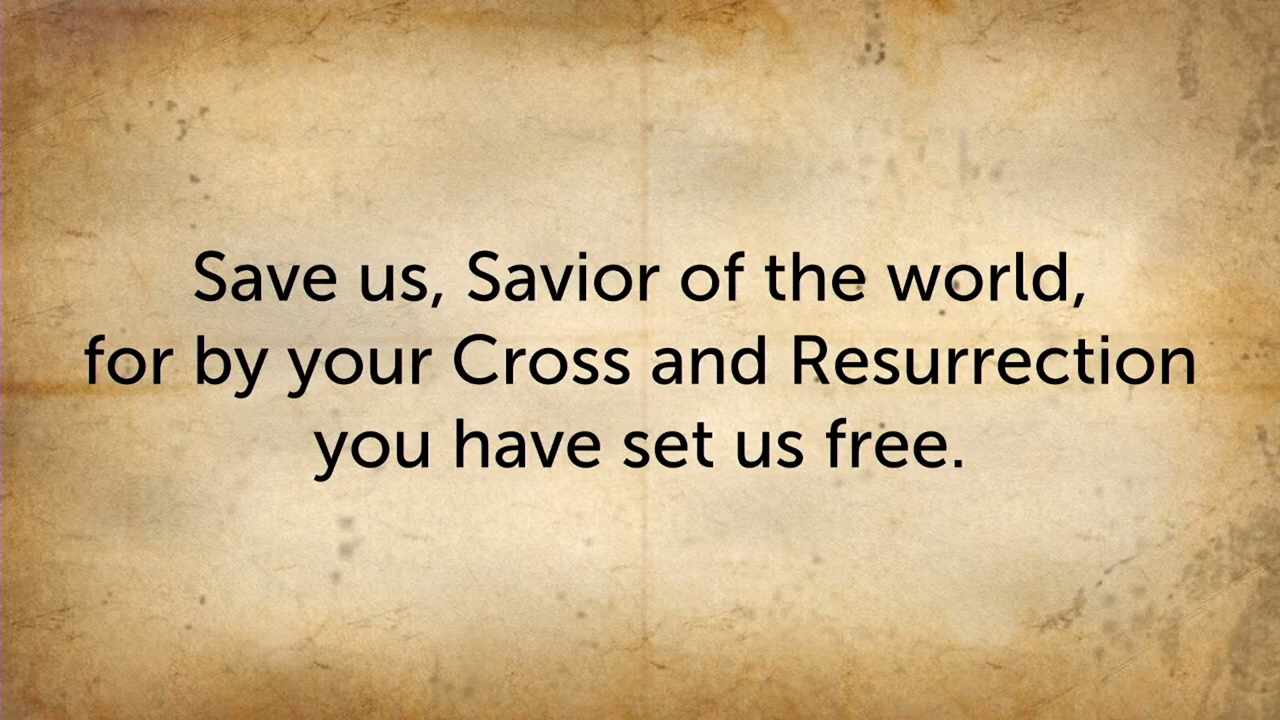 Save us, Savior of the world,
for by your Cross and Resurrection
you have set us free.